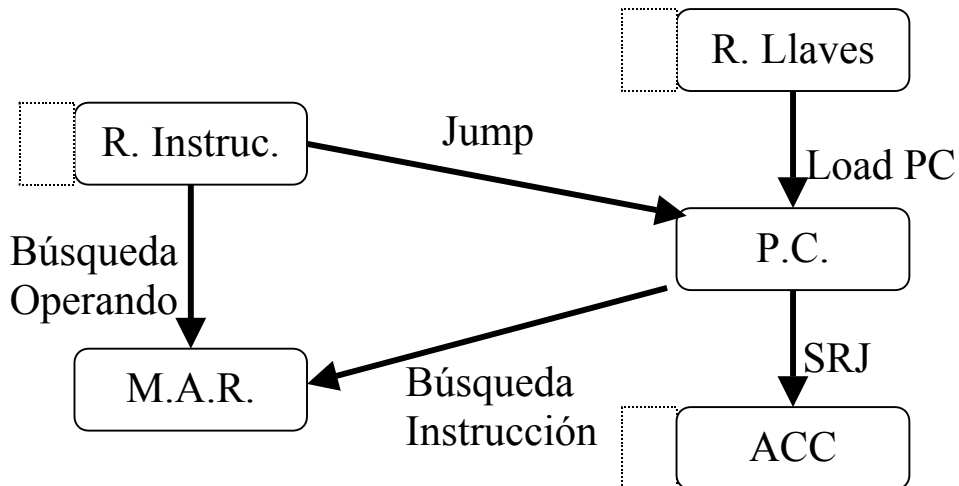 R. Llaves
R. Instruc.
Jump
Load PC
Búsqueda
Operando
P.C.
M.A.R.
SRJ
Búsqueda
Instrucción
ACC